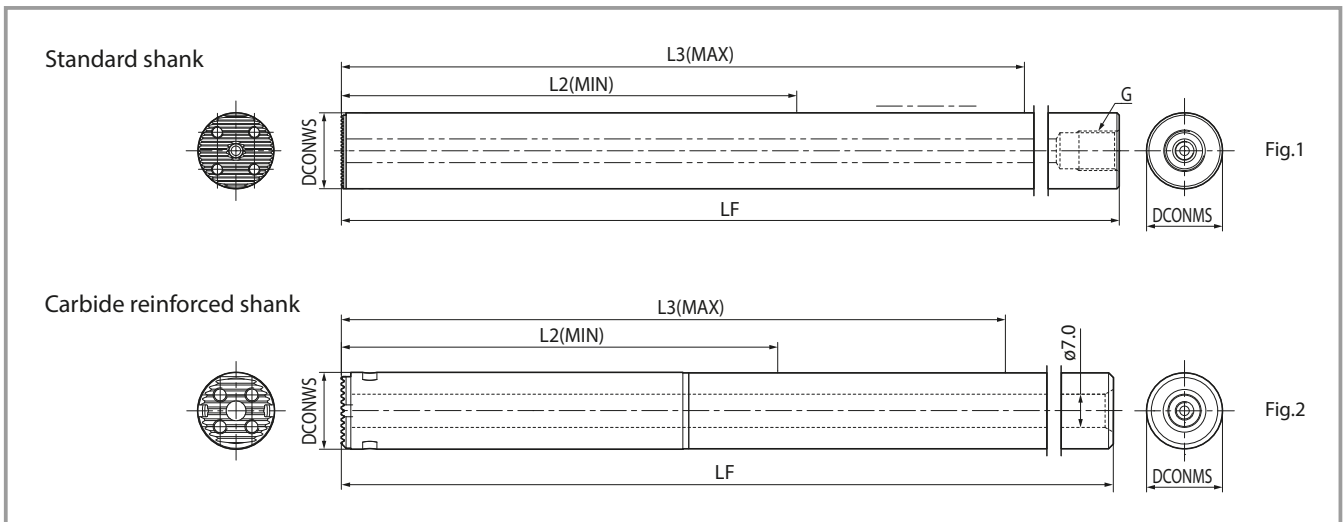 Standard shank
L3(MAX)
L2(MIN)
G
DCONWS
Fig.1
LF
DCONMS
Carbide reinforced shank
L3(MAX)
L2(MIN)
ø7.0
DCONWS
Fig.2
LF
DCONMS